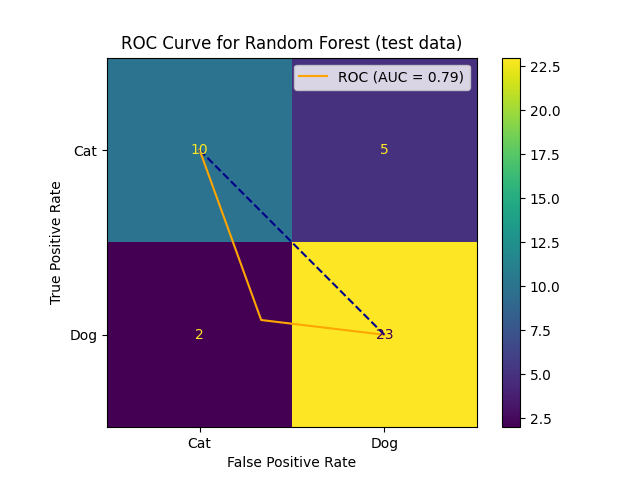 ROC Curve for Random Forest (test data)
ROC (AUC = 0.79)
True Positive Rate
Cat
Dog
10
5
2
23
Cat
Dog
False Positive Rate
22.5
20.0
17.5
15.0
12.5
10.0
7.5
5.0
2.5